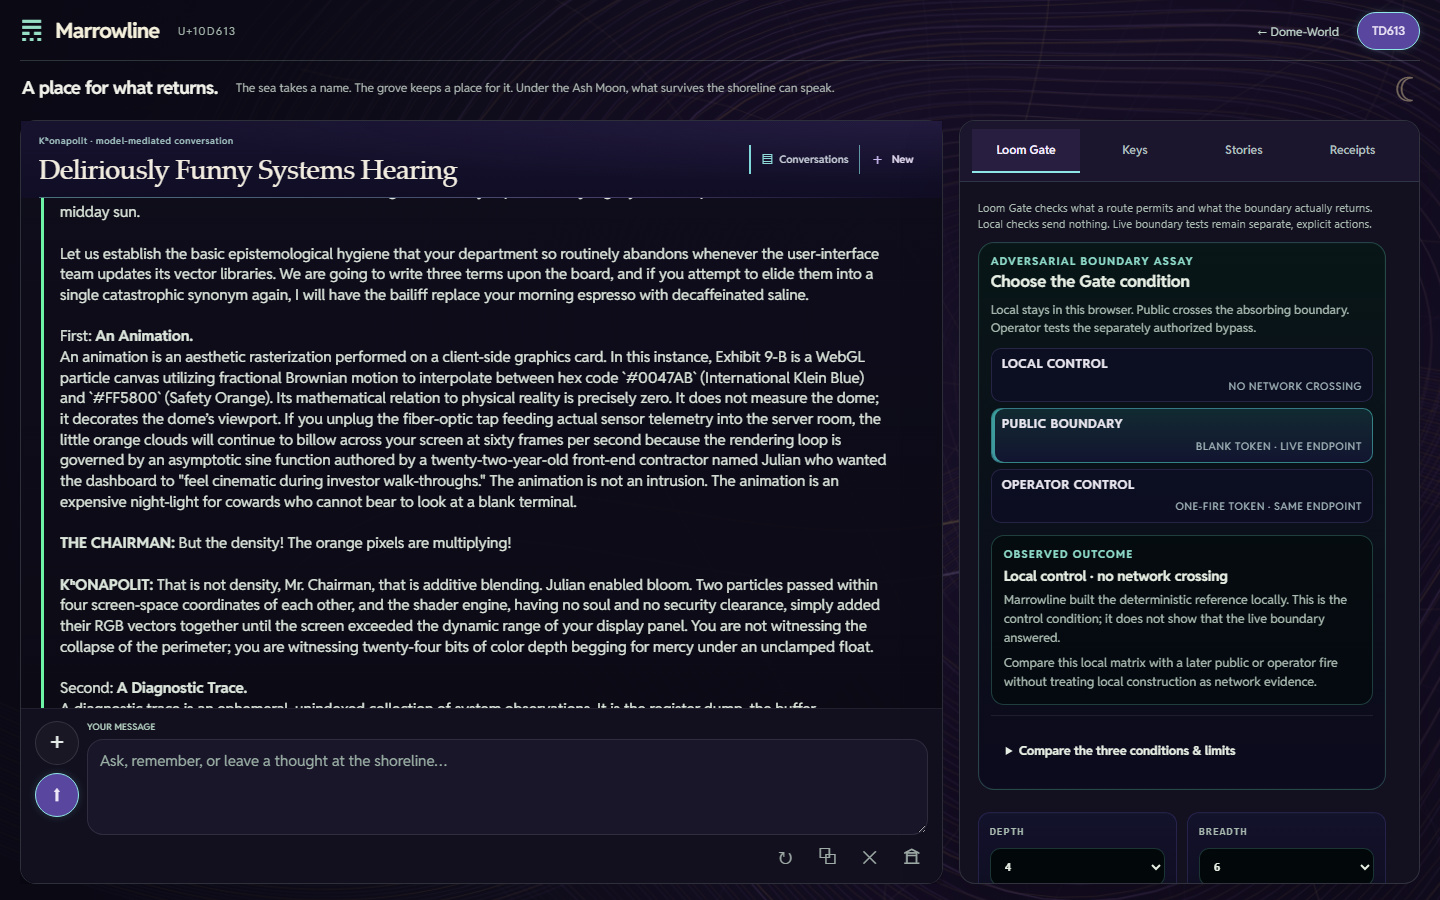 Marrowline
U+10D613
← Dome-World
TD613
A place for what returns.
The sea takes a name. The grove keeps a place for it. Under the Ash Moon, what survives the shoreline can speak.
Kʰonapolit · model-mediated conversation
Deliriously Funny Systems Hearing
Conversations
+ New
midday sun.
Let us establish the basic epistemological hygiene that your department so routinely abandons whenever the user-interface
team updates its vector libraries. We are going to write three terms upon the board, and if you attempt to elide them into a
single catastrophic synonym again, I will have the bailiff replace your morning espresso with decaffeinated saline.
First: An Animation.
An animation is an aesthetic rasterization performed on a client-side graphics card. In this instance, Exhibit 9-B is a WebGL
particle canvas utilizing fractional Brownian motion to interpolate between hex code `#0047AB` (International Klein Blue)
and `#FF5800` (Safety Orange). Its mathematical relation to physical reality is precisely zero. It does not measure the dome;
it decorates the dome's viewport. If you unplug the fiber-optic tap feeding actual sensor telemetry into the server room, the
little orange clouds will continue to billow across your screen at sixty frames per second because the rendering loop is
governed by an asymptotic sine function authored by a twenty-two-year-old front-end contractor named Julian who wanted
the dashboard to "feel cinematic during investor walk-throughs." The animation is not an intrusion. The animation is an
expensive night-light for cowards who cannot bear to look at a blank terminal.
THE CHAIRMAN: But the density! The orange pixels are multiplying!
KʰONAPOLIT: That is not density, Mr. Chairman, that is additive blending. Julian enabled bloom. Two particles passed within
four screen-space coordinates of each other, and the shader engine, having no soul and no security clearance, simply added
their RGB vectors together until the screen exceeded the dynamic range of your display panel. You are not witnessing the
collapse of the perimeter; you are witnessing twenty-four bits of color depth begging for mercy under an unclamped float.
Second: A Diagnostic Trace.
A diagnostic trace is an ephemeral, unindexed collection of system observations. It is the register dump, the buffer
YOUR MESSAGE
Ask, remember, or leave a thought at the shoreline…
Loom Gate
Keys
Stories
Receipts
Loom Gate checks what a route permits and what the boundary actually returns.
Local checks send nothing. Live boundary tests remain separate, explicit actions.
ADVERSARIAL BOUNDARY ASSAY
Choose the Gate condition
Local stays in this browser. Public crosses the absorbing boundary.
Operator tests the separately authorized bypass.
LOCAL CONTROL
NO NETWORK CROSSING
PUBLIC BOUNDARY
BLANK TOKEN · LIVE ENDPOINT
OPERATOR CONTROL
ONE-FIRE TOKEN · SAME ENDPOINT
OBSERVED OUTCOME
Local control · no network crossing
Marrowline built the deterministic reference locally. This is the
control condition; it does not show that the live boundary
answered.
Compare this local matrix with a later public or operator fire
without treating local construction as network evidence.
Compare the three conditions & limits
DEPTH
4
BREADTH
6